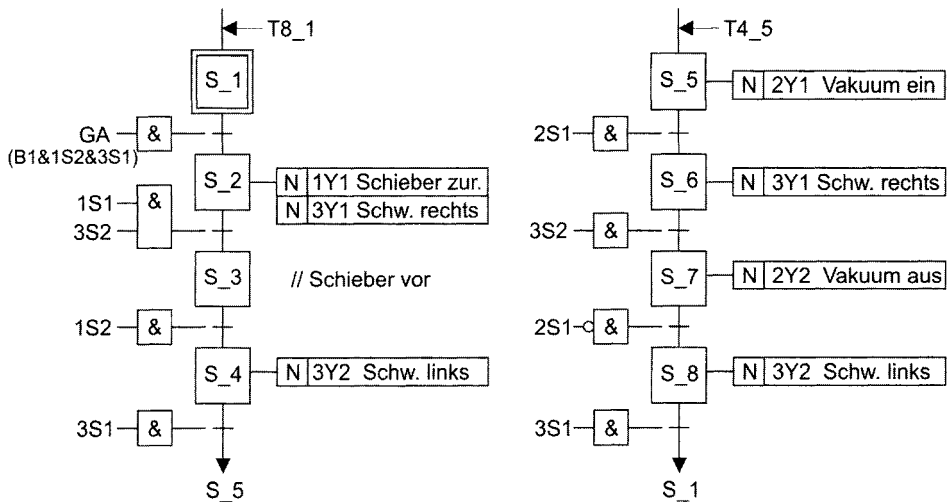 T8_1
S_1
GA
&
(B1&1S2&3S1)
S_2
N 1Y1 Schieber zur.
N 3Y1 Schw. rechts
1S1
&
3S2
S_3
// Schieber vor
1S2
&
S_4
N 3Y2 Schw. links
3S1
&
S_5
T4_5
S_5
N 2Y1 Vakuum ein
2S1
&
S_6
N 3Y1 Schw. rechts
3S2
&
S_7
N 2Y2 Vakuum aus
2S1
&
S_8
N 3Y2 Schw. links
3S1
&
S_1